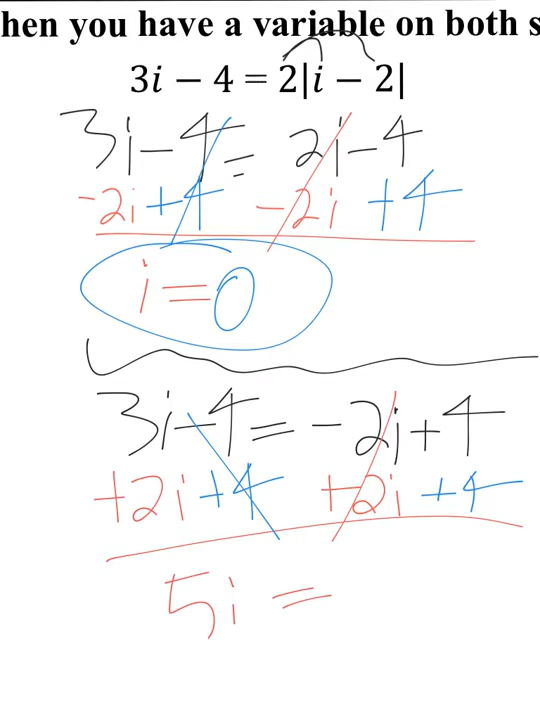 hen you have a variable on both s
3i − 4 = 2|i − 2|
3i − 4 = 2i − 4
-2i +4 -2i +4
i = 0
3i − 4 = -2i + 4
+2i +4 +2i +4
5i =